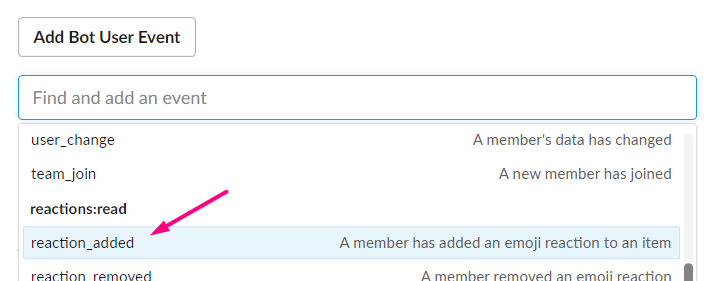 Add Bot User Event
Find and add an event
user_change A member's data has changed
team_join A new member has joined
reactions:read
reaction_added A member has added an emoji reaction to an item
reaction_removed A member removed an emoji reaction